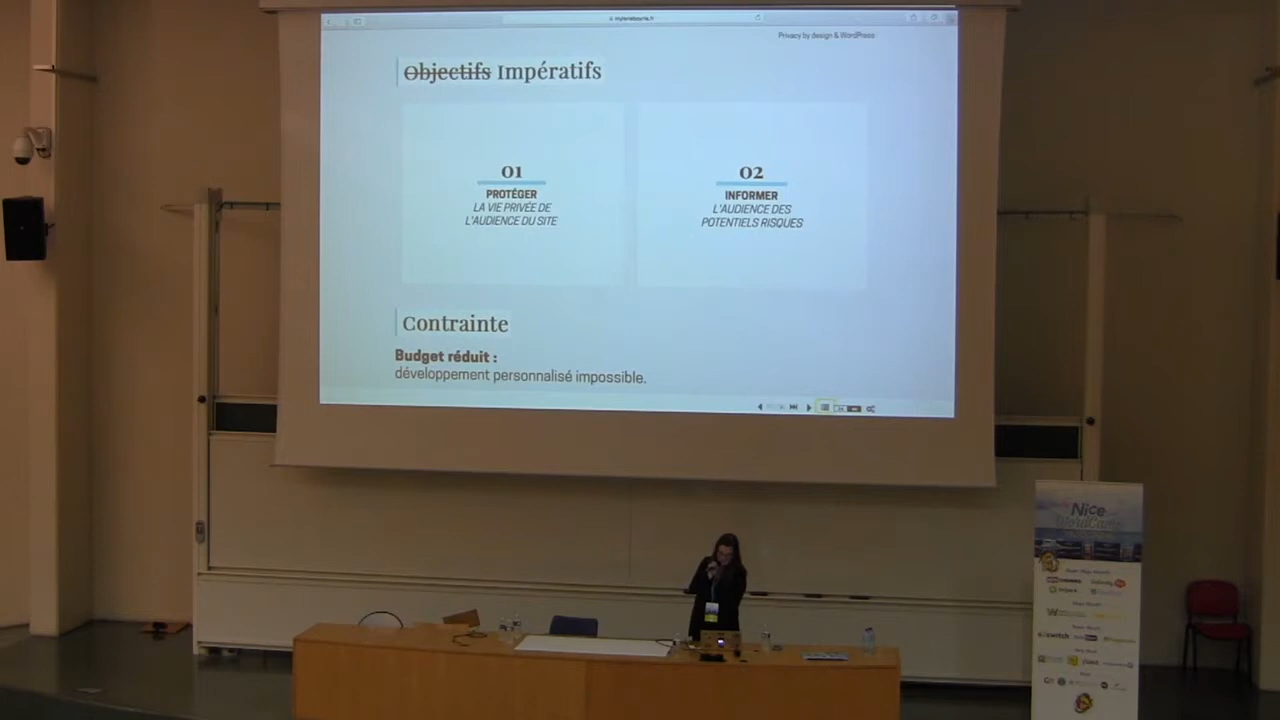 Privacy by design & WordPress
Objectifs Impératifs
01
PROTÉGER
LA VIE PRIVÉE DE
L'AUDIENCE DU SITE
02
INFORMER
L'AUDIENCE DES
POTENTIELS RISQUES
Contrainte
Budget réduit :
développement personnalisé impossible.
Nice
WordCamp